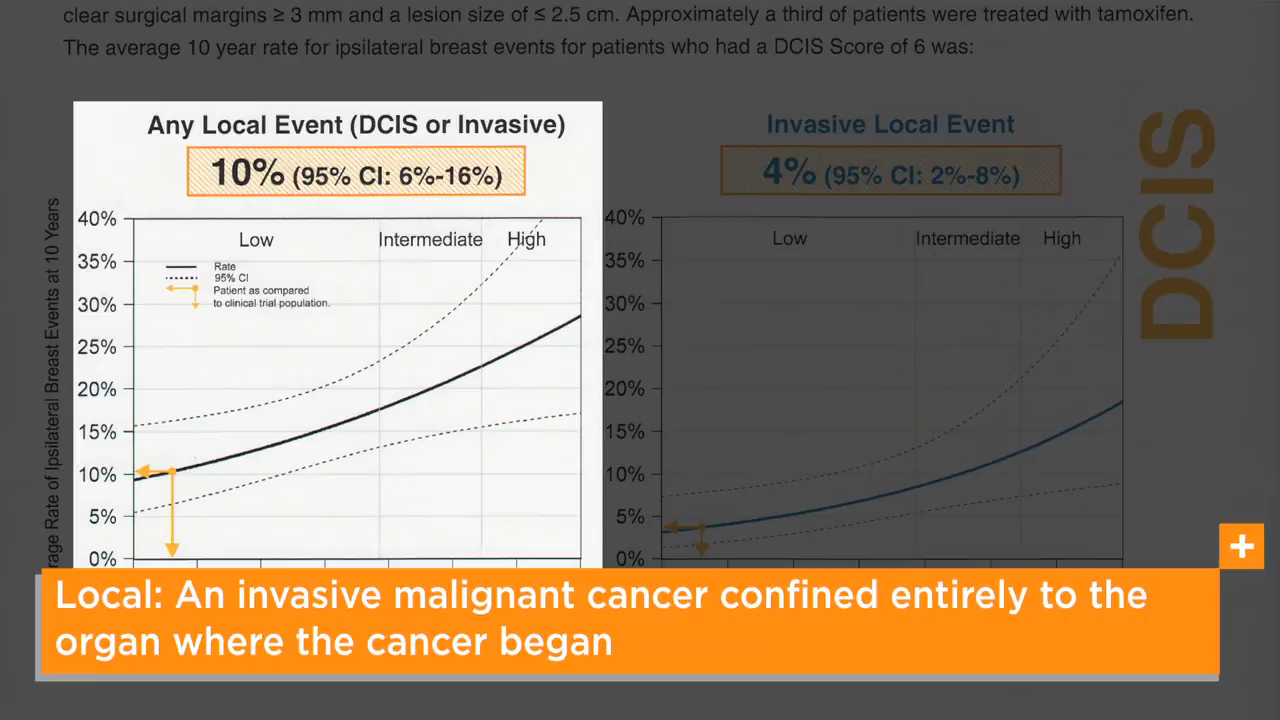 clear surgical margins ≥ 3 mm and a lesion size of ≤ 2.5 cm. Approximately a third of patients were treated with tamoxifen.
The average 10 year rate for ipsilateral breast events for patients who had a DCIS Score of 6 was:
Any Local Event (DCIS or Invasive)
10% (95% CI: 6%-16%)
40%
35%
30%
25%
20%
15%
10%
5%
0%
Low
Intermediate
High
Rate
95% CI
Patient as compared
to clinical trial population.
Invasive Local Event
4% (95% CI: 2%-8%)
40%
35%
30%
25%
20%
15%
10%
5%
0%
Low
Intermediate
High
DCIS
rage Rate of Ipsilateral Breast Events at 10 Years
+
Local: An invasive malignant cancer confined entirely to the
organ where the cancer began